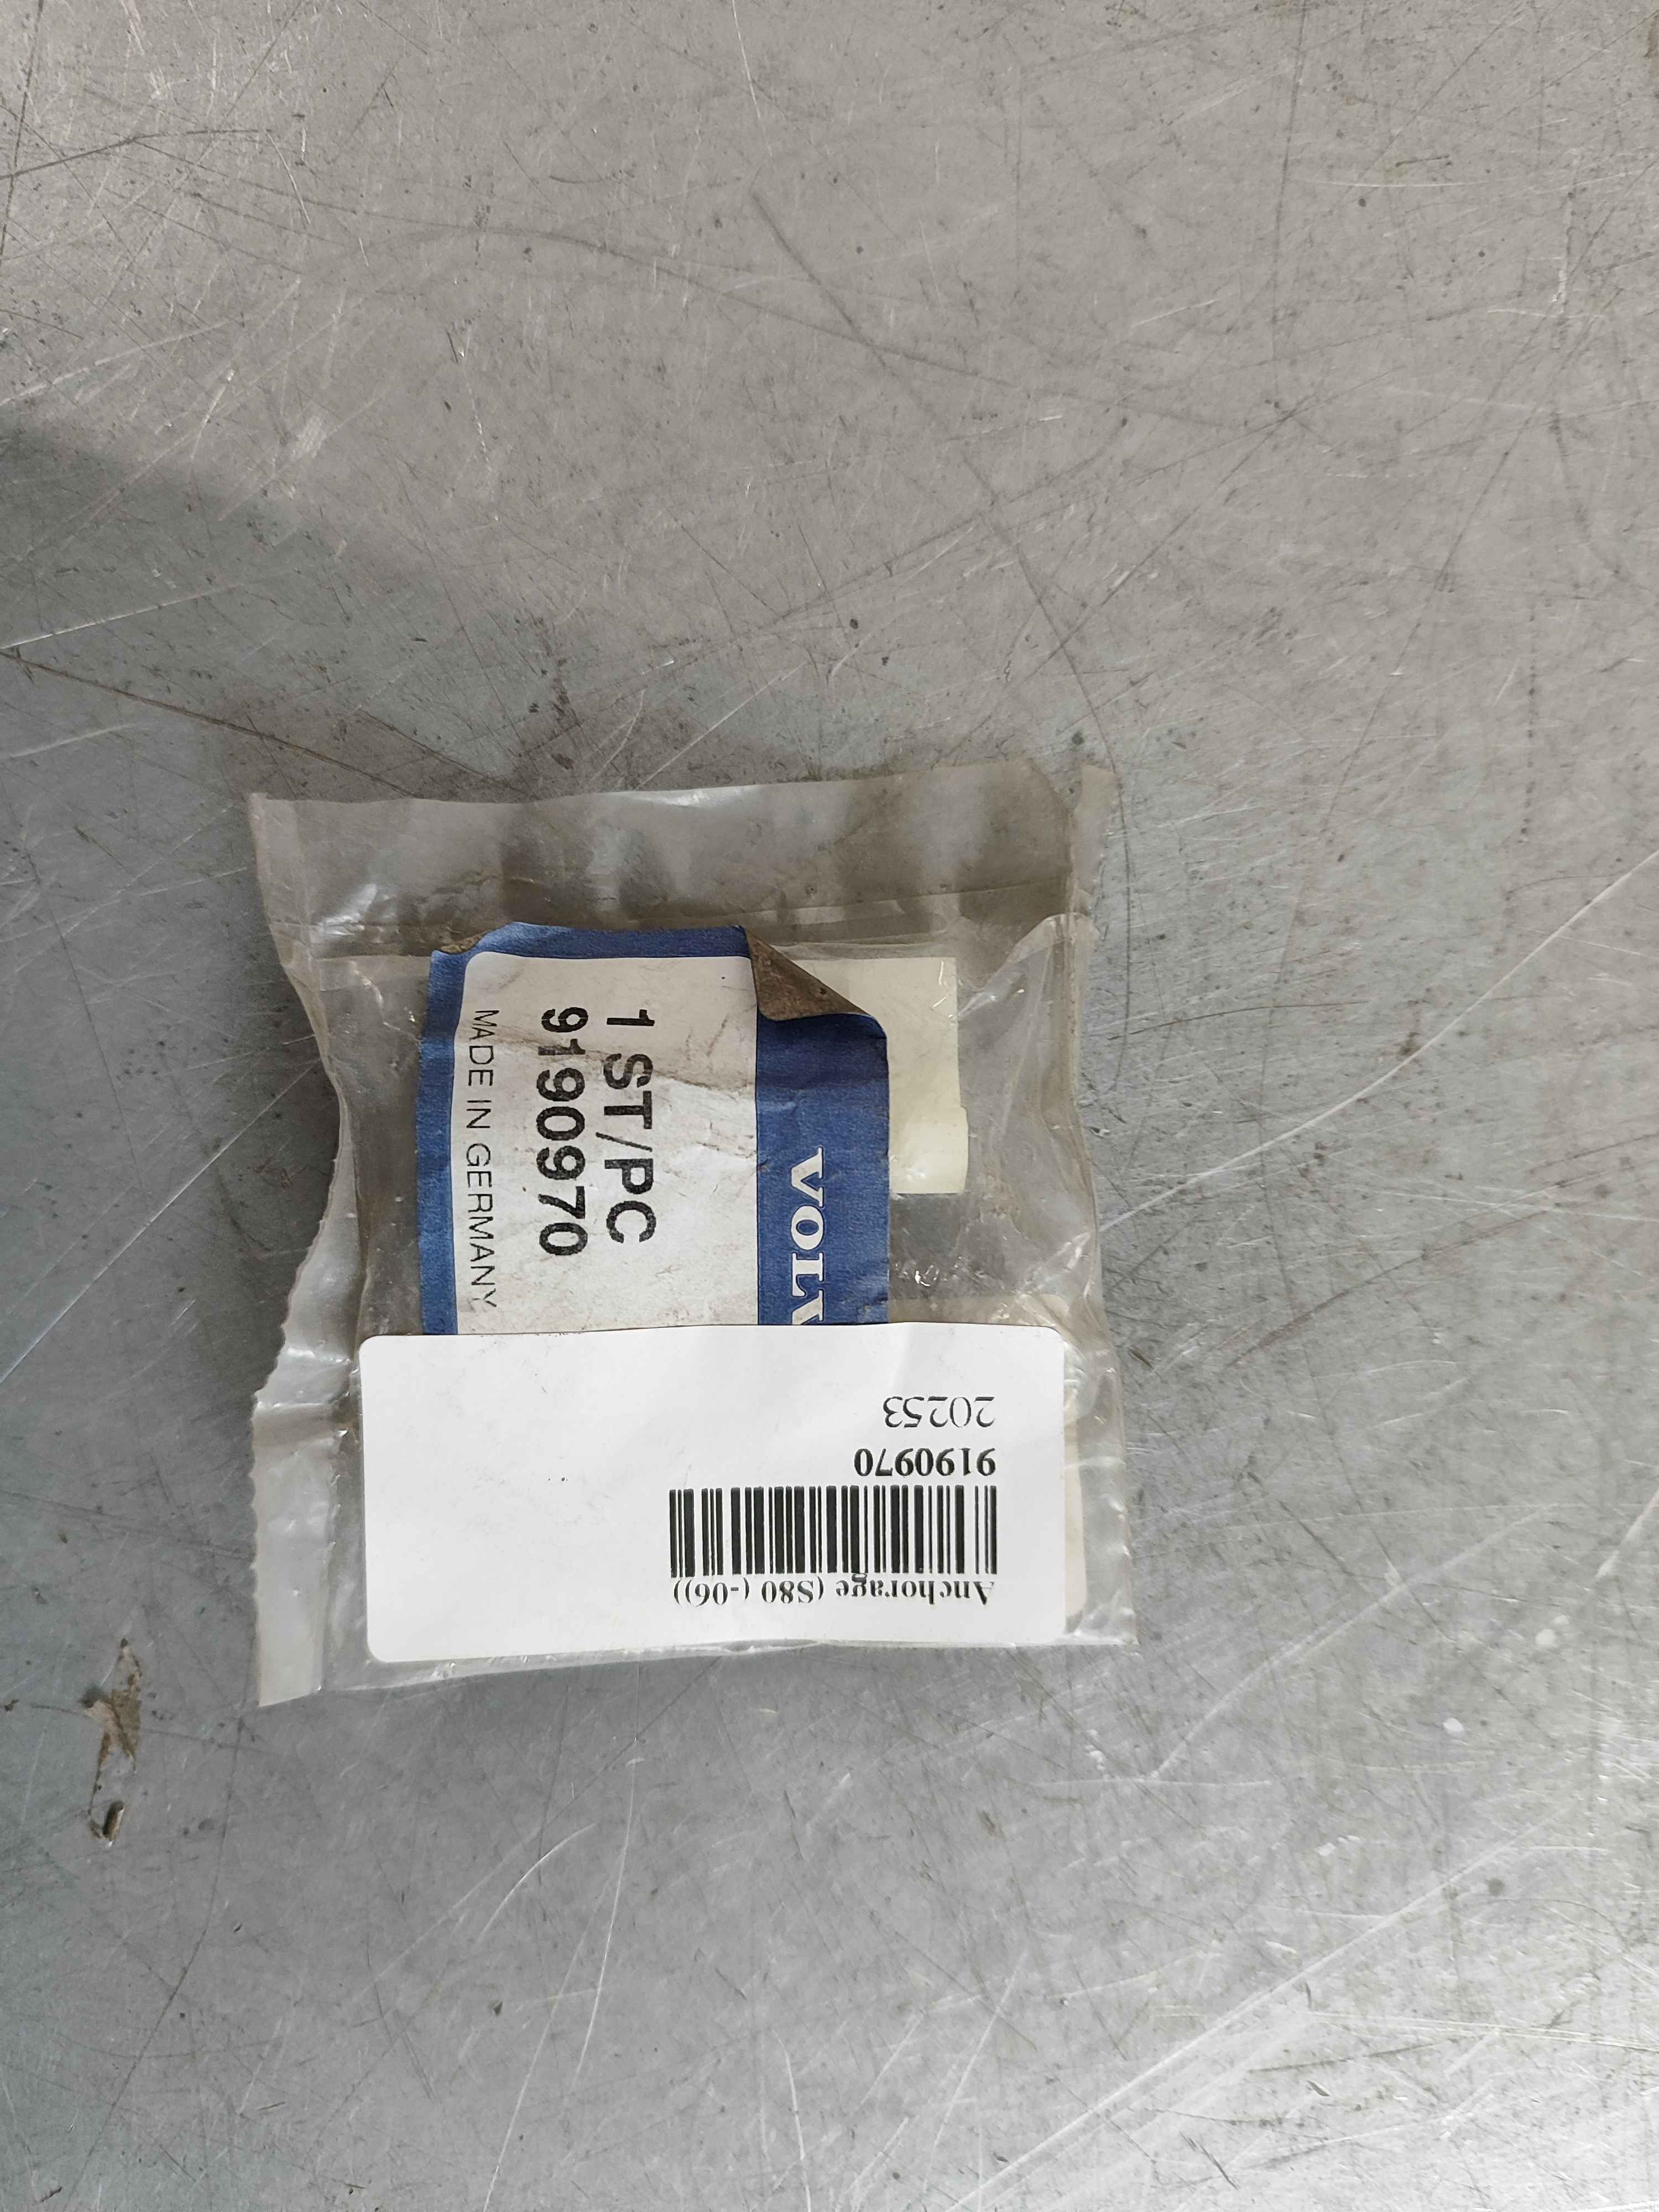 VOLV
1 ST/PC
9190970
MADE IN GERMANY
Anchorage (S80 (-06))
9190970
20253